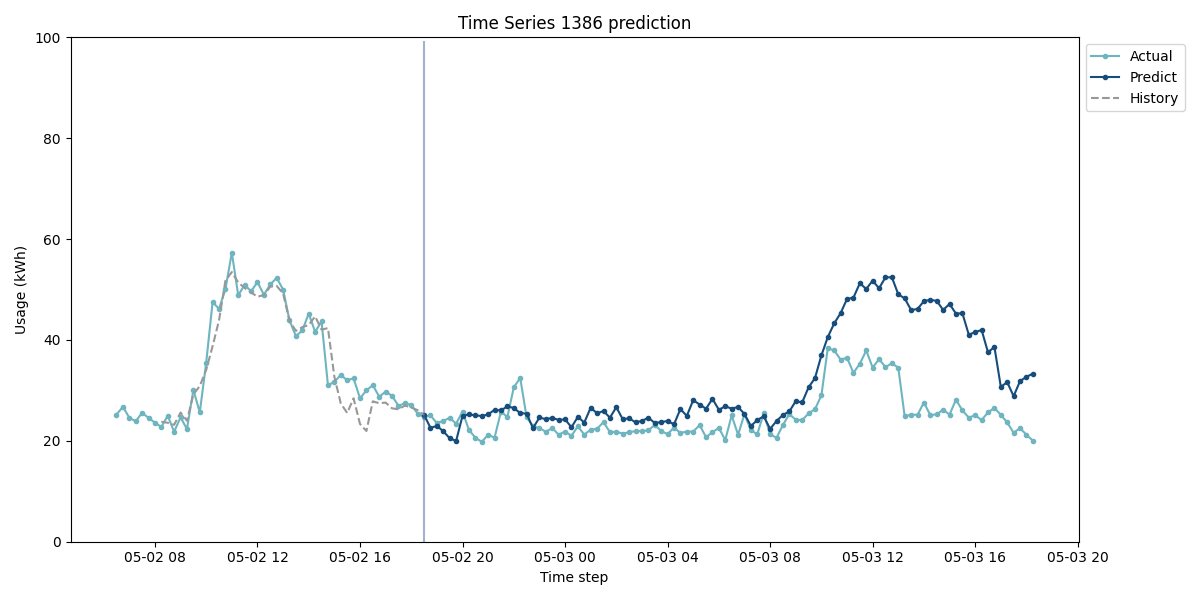 Time Series 1386 prediction
100
80
60
40
20
0
Usage (kWh)
05-02 08
05-02 12
05-02 16
05-02 20
05-03 00
05-03 04
05-03 08
05-03 12
05-03 16
05-03 20
Time step
Actual
Predict
History